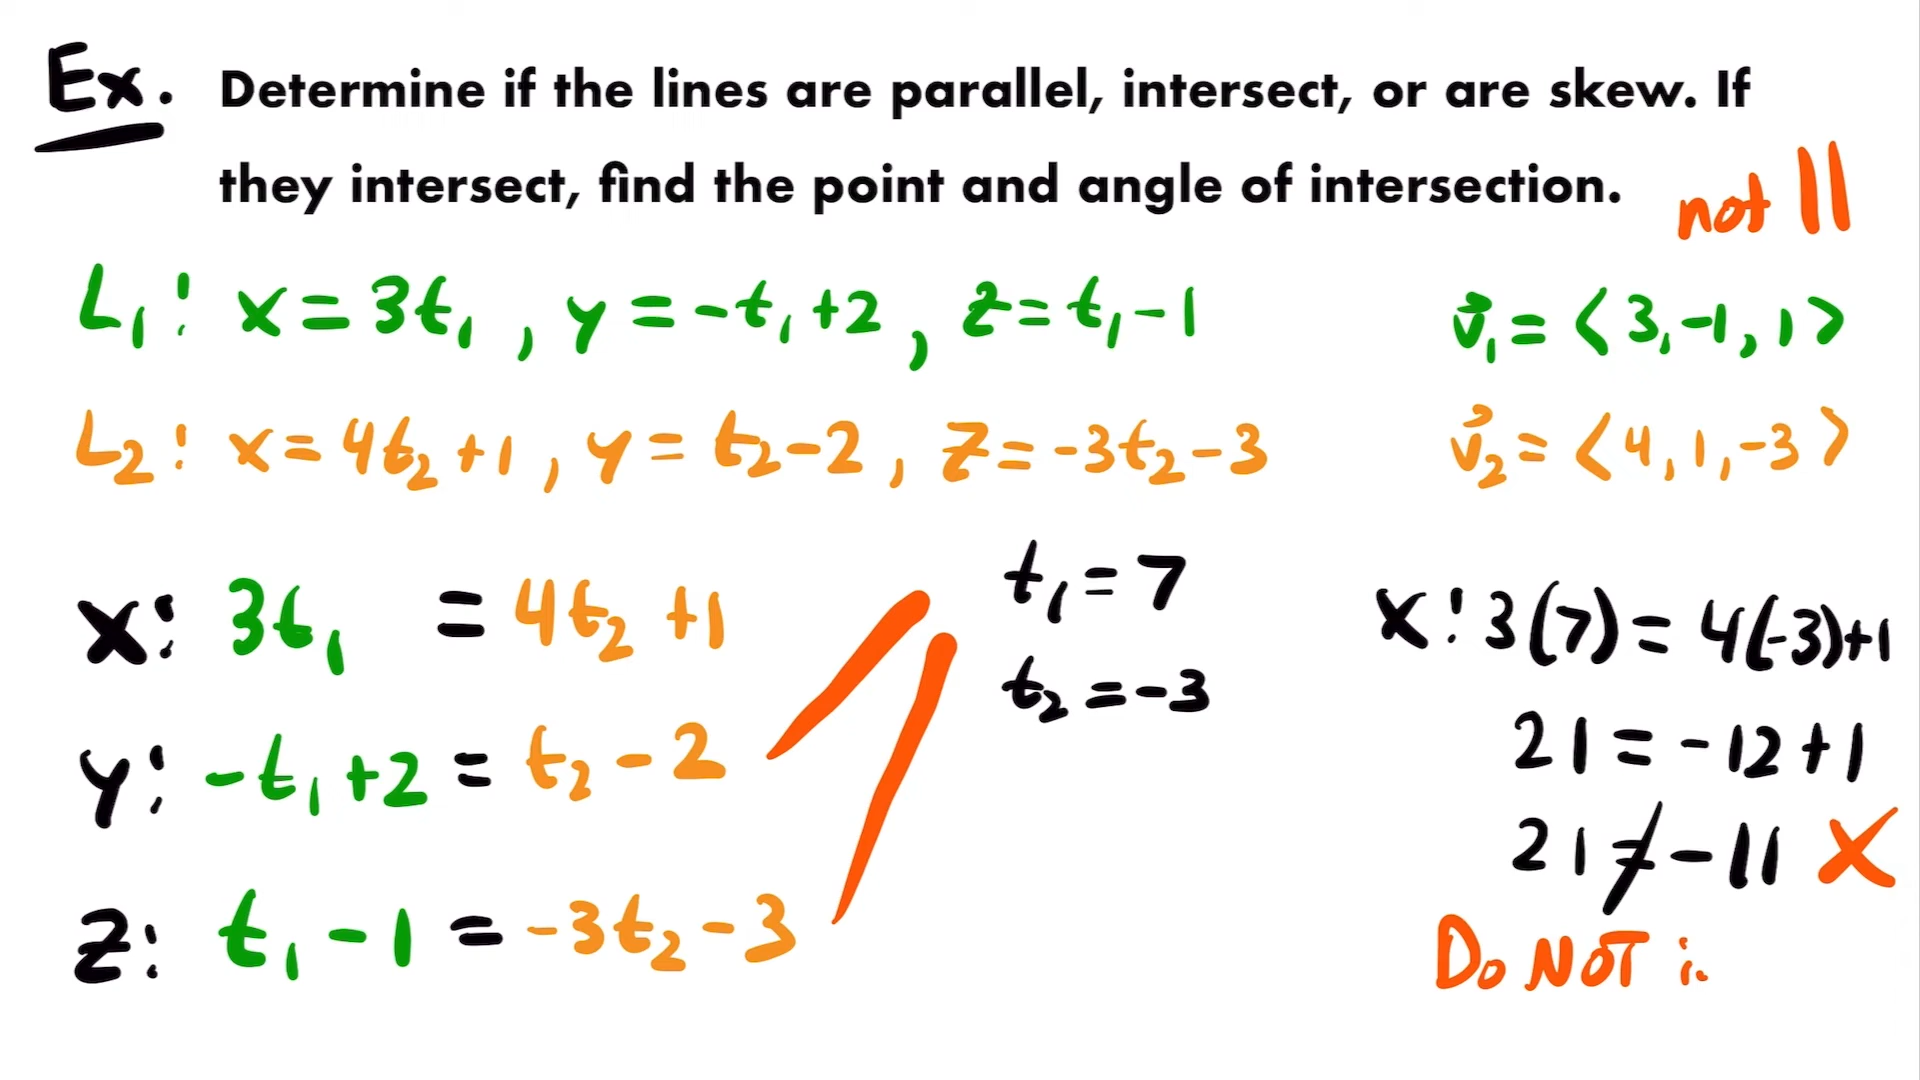 Ex. Determine if the lines are parallel, intersect, or are skew. If
they intersect, find the point and angle of intersection.
not ||
L₁: x = 3t₁, y = -t₁+2, z = t₁-1
v⃗₁ = ⟨3,-1,1⟩
L₂: x = 4t₂+1, y = t₂-2, z = -3t₂-3
v⃗₂ = ⟨4,1,-3⟩
x: 3t₁ = 4t₂+1
y: -t₁+2 = t₂-2
z: t₁-1 = -3t₂-3
t₁ = 7
t₂ = -3
x: 3(7) = 4(-3)+1
21 = -12+1
21 ≠ -11 X
Do NOT i